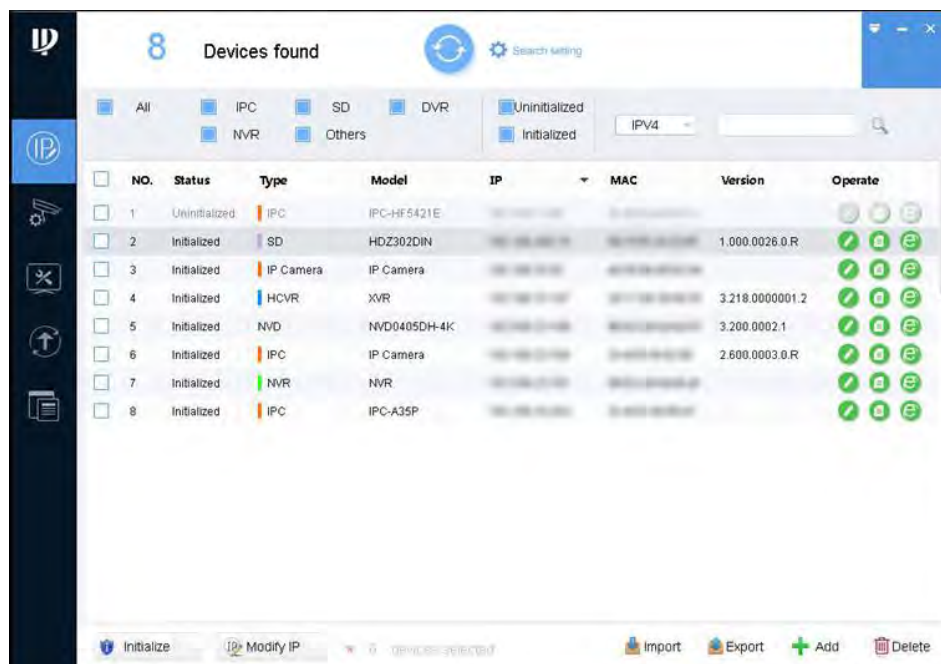 8 Devices found Search setting
All IPC SD DVR Uninitialized
NVR Others Initialized IPV4
NO. Status Type Model IP MAC Version Operate
1 Uninitialized IPC IPC-HF5421E
2 Initialized SD HDZ302DIN 1.000.0026.0.R
3 Initialized IP Camera IP Camera
4 Initialized HCVR XVR 3.218.0000001.2
5 Initialized NVD NVD0405DH-4K 3.200.0002.1
6 Initialized IPC IP Camera 2.600.0003.0.R
7 Initialized NVR NVR
8 Initialized IPC IPC-A35P
Initialize IP Modify IP 0 devices selected Import Export Add Delete